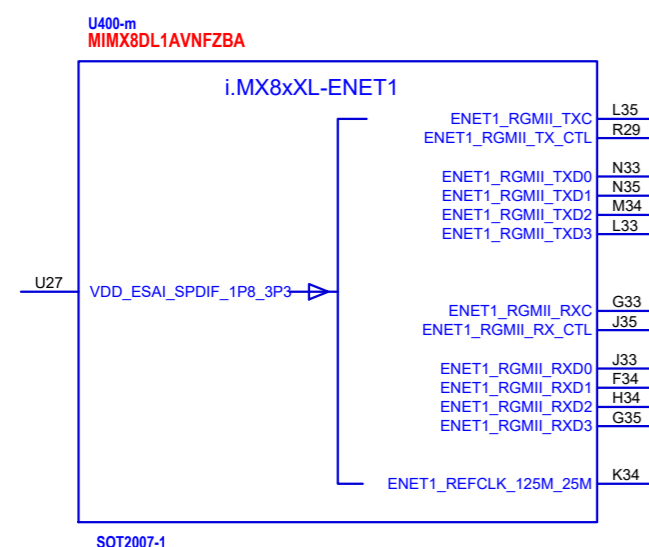 U400-m
MIMX8DL1AVNFZBA
i.MX8xXL-ENET1
ENET1_RGMII_TXC L35
ENET1_RGMII_TX_CTL R29
ENET1_RGMII_TXD0 N33
ENET1_RGMII_TXD1 N35
ENET1_RGMII_TXD2 M34
ENET1_RGMII_TXD3 L33
U27 VDD_ESAI_SPDIF_1P8_3P3
ENET1_RGMII_RXC G33
ENET1_RGMII_RX_CTL J35
ENET1_RGMII_RXD0 J33
ENET1_RGMII_RXD1 F34
ENET1_RGMII_RXD2 H34
ENET1_RGMII_RXD3 G35
ENET1_REFCLK_125M_25M K34
SOT2007-1